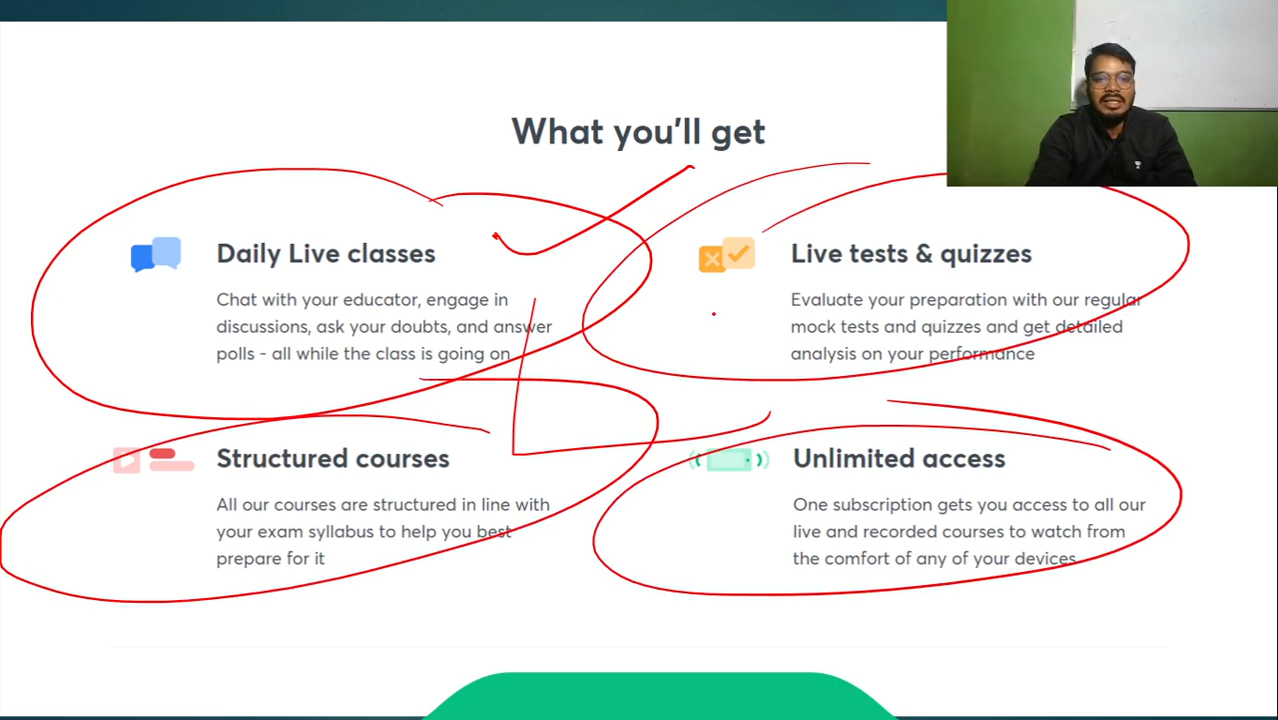 What you'll get
Daily Live classes
Chat with your educator, engage in
discussions, ask your doubts, and answer
polls - all while the class is going on
Live tests & quizzes
Evaluate your preparation with our regular
mock tests and quizzes and get detailed
analysis on your performance
Structured courses
All our courses are structured in line with
your exam syllabus to help you best
prepare for it
Unlimited access
One subscription gets you access to all our
live and recorded courses to watch from
the comfort of any of your devices